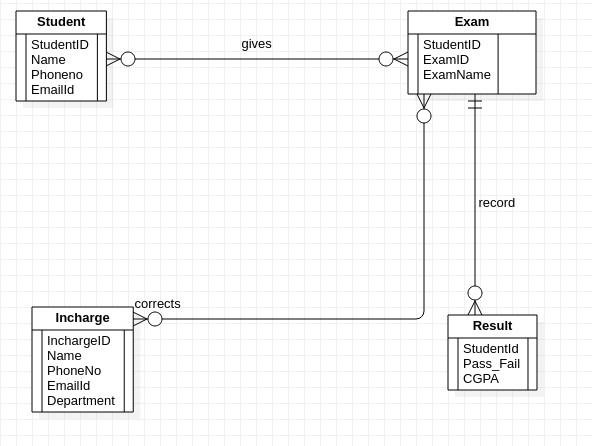 Student
StudentID
Name
Phoneno
EmailId
gives
Exam
StudentID
ExamID
ExamName
record
corrects
Incharge
InchargeID
Name
PhoneNo
EmailId
Department
Result
StudentId
Pass_Fail
CGPA